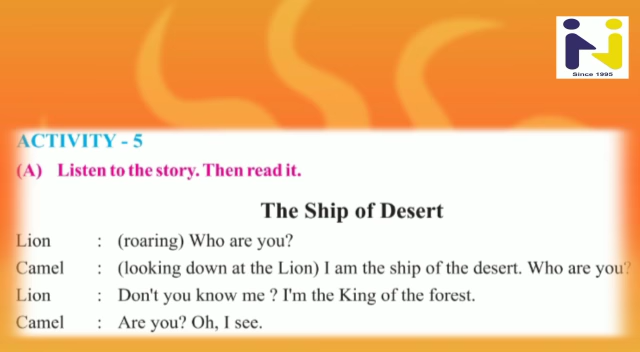 Since 1995
ACTIVITY - 5
(A) Listen to the story. Then read it.
The Ship of Desert
Lion : (roaring) Who are you?
Camel : (looking down at the Lion) I am the ship of the desert. Who are you?
Lion : Don't you know me ? I'm the King of the forest.
Camel : Are you? Oh, I see.